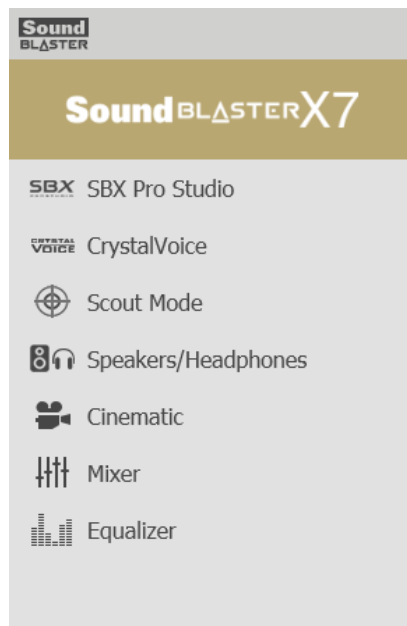 Sound
BLASTER
Sound BLASTER X7
SBX SBX Pro Studio
CRYSTAL
VOICE CrystalVoice
Scout Mode
Speakers/Headphones
Cinematic
Mixer
Equalizer